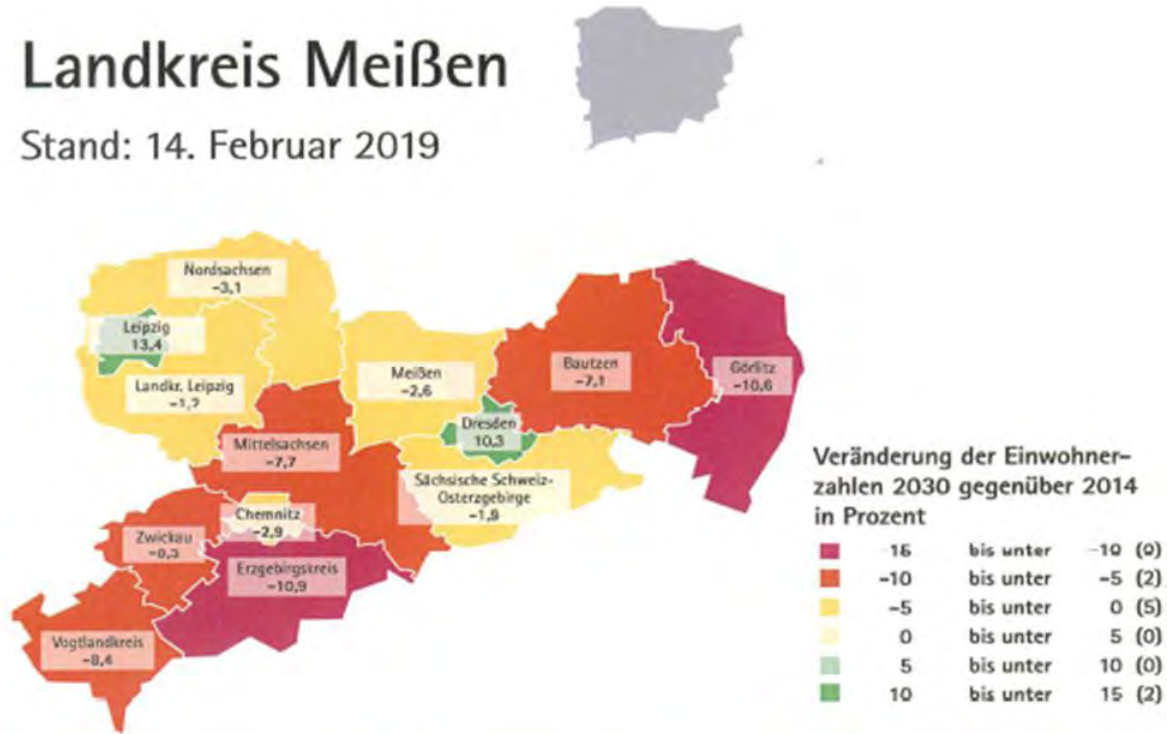 Landkreis Meißen
Stand: 14. Februar 2019
Nordsachsen
-3,1
Leipzig
13,4
Landkr. Leipzig
-1,2
Meißen
-2,6
Dresden
10,3
Bautzen
-7,1
Görlitz
-10,6
Mittelsachsen
-7,7
Sächsische Schweiz-
Osterzgebirge
-1,9
Chemnitz
-2,9
Zwickau
Erzgebirgskreis
-10,9
Vogtlandkreis
-8,4
Veränderung der Einwohner-
zahlen 2030 gegenüber 2014
in Prozent
15 bis unter -10
-10 bis unter -5 (2)
-5 bis unter 0 (5)
0 bis unter 5 (0)
5 bis unter 10 (0)
10 bis unter 15 (2)